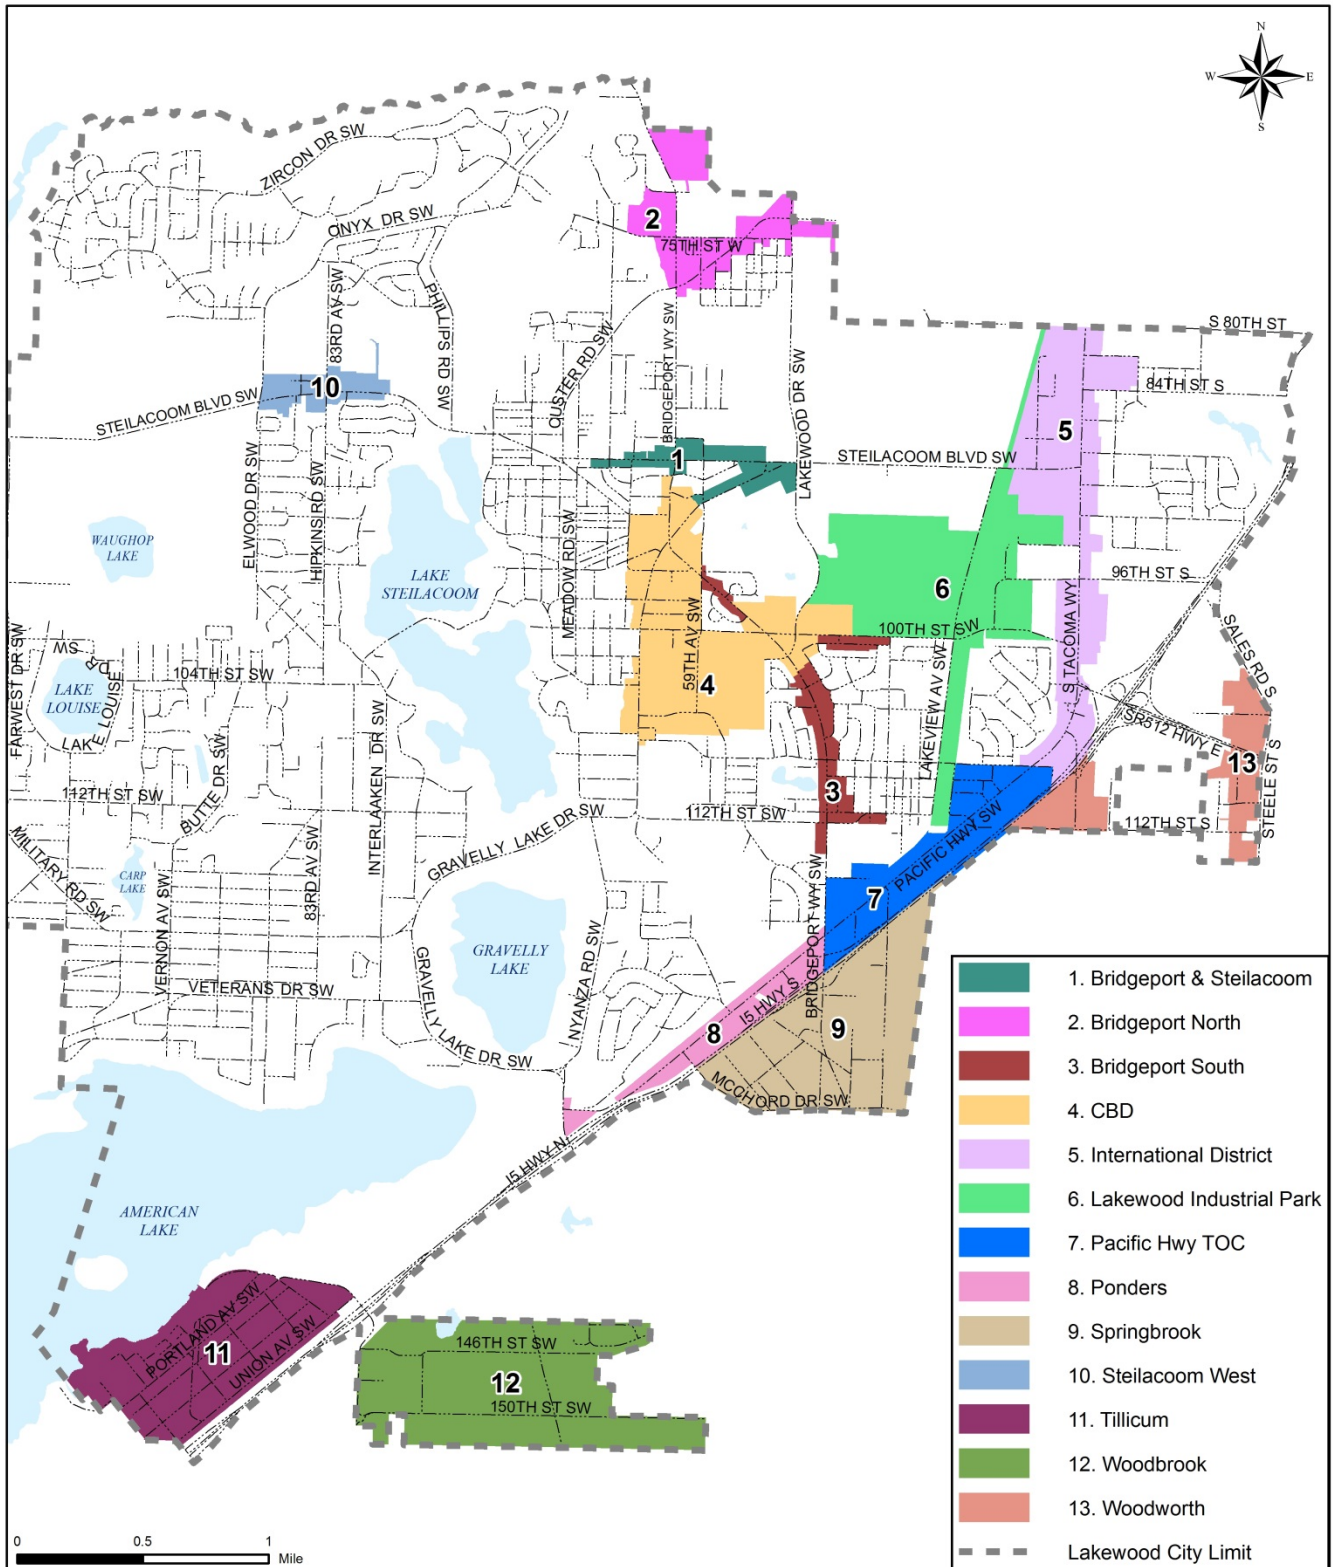 N
W
E
S
ZIRCON DR SW
ONYX DR SW
2
75TH ST W
83RD AV SW
PHILLIPS RD SW
CUSTER RD SW
BRIDGEPORT WY SW
LAKEWOOD DR SW
S 80TH ST
84TH ST S
10
5
STEILACOOM BLVD SW
1
STEILACOOM BLVD SW
ELWOOD DR SW
HIPKINS RD SW
WAUGHOP
LAKE
LAKE
STEILACOOM
MEADOW RD SW
6
96TH ST S
100TH ST SW
59TH AV SW
S TACOMA WY
SALES RD S
FARWEST DR SW
LAKE LOUISE DR SW
LAKE
LOUISE
104TH ST SW
4
LAKEVIEW AV SW
SR512 HWY E
13
STEELE ST S
INTERLAAKEN DR SW
BUTTE DR SW
112TH ST SW
3
112TH ST SW
112TH ST S
MILITARY RD SW
CARP
LAKE
83RD AV SW
GRAVELLY LAKE DR SW
PACIFIC HWY SW
7
VERNON AV SW
GRAVELLY
LAKE
NYANZA RD SW
BRIDGEPORT WY SW
VETERANS DR SW
GRAVELLY LAKE DR SW
I5 HWY S
8
9
MCCHORD DR SW
I5 HWY N
AMERICAN
LAKE
PORTLAND AV SW
UNION AV SW
11
146TH ST SW
12
150TH ST SW
1. Bridgeport & Steilacoom
2. Bridgeport North
3. Bridgeport South
4. CBD
5. International District
6. Lakewood Industrial Park
7. Pacific Hwy TOC
8. Ponders
9. Springbrook
10. Steilacoom West
11. Tillicum
12. Woodbrook
13. Woodworth
Lakewood City Limit
0 0.5 1
Mile